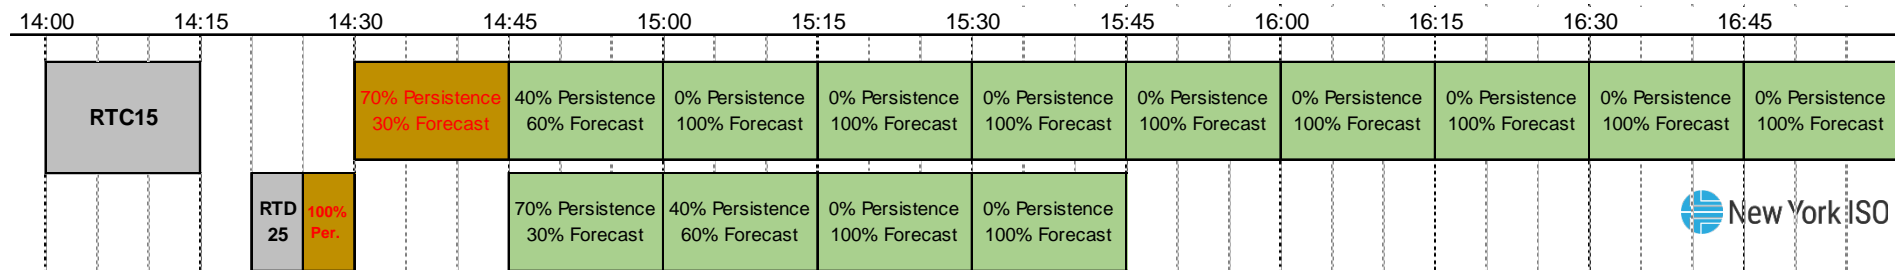 14:00 14:15 14:30 14:45 15:00 15:15 15:30 15:45 16:00 16:15 16:30 16:45
RTC15
70% Persistence
30% Forecast
40% Persistence
60% Forecast
0% Persistence
100% Forecast
0% Persistence
100% Forecast
0% Persistence
100% Forecast
0% Persistence
100% Forecast
0% Persistence
100% Forecast
0% Persistence
100% Forecast
0% Persistence
100% Forecast
0% Persistence
100% Forecast
RTD
25
100%
Per.
70% Persistence
30% Forecast
40% Persistence
60% Forecast
0% Persistence
100% Forecast
0% Persistence
100% Forecast
New York ISO